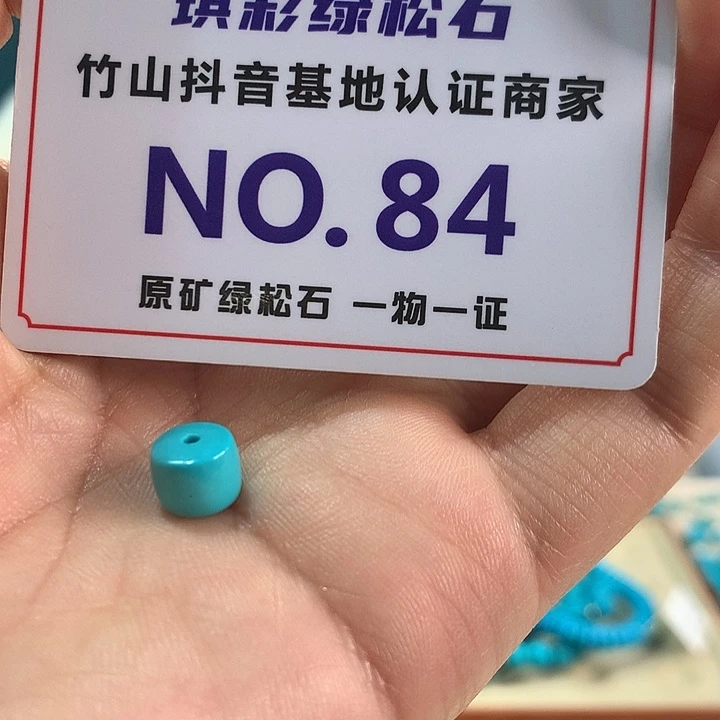 琪彩绿松石
竹山抖音基地认证商家
NO. 84
原矿绿松石 一物一证